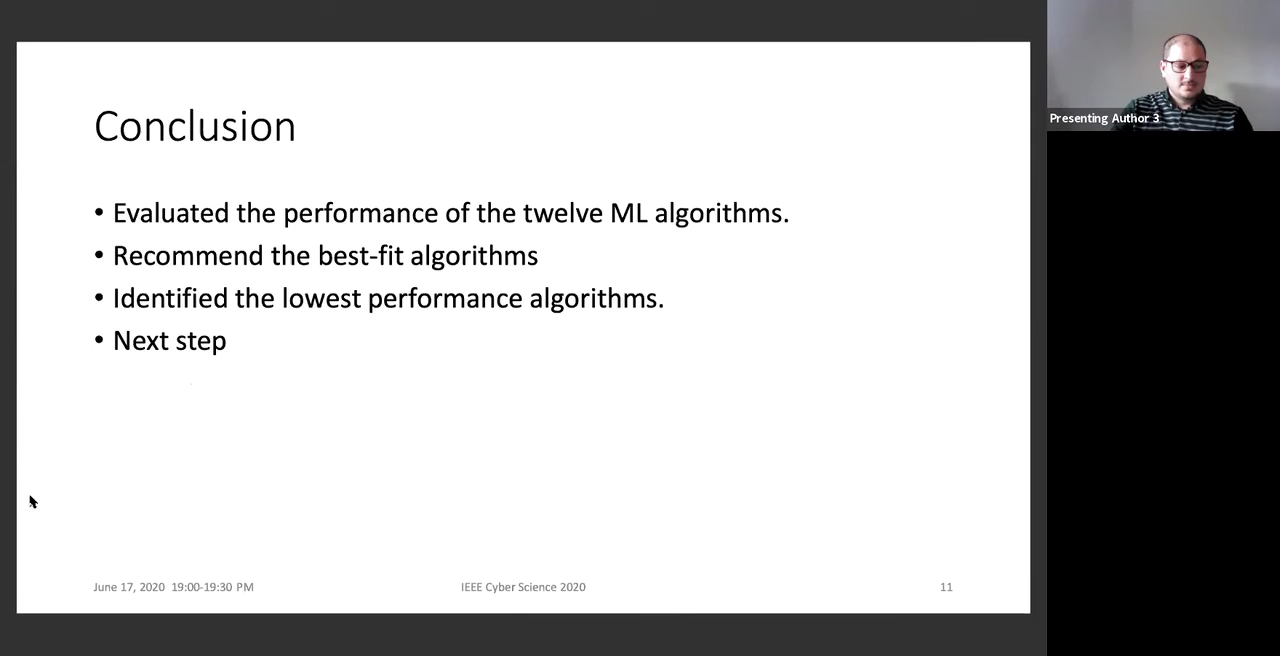 Conclusion
• Evaluated the performance of the twelve ML algorithms.
• Recommend the best-fit algorithms
• Identified the lowest performance algorithms.
• Next step
June 17, 2020 19:00-19:30 PM
IEEE Cyber Science 2020
11
Presenting Author 3